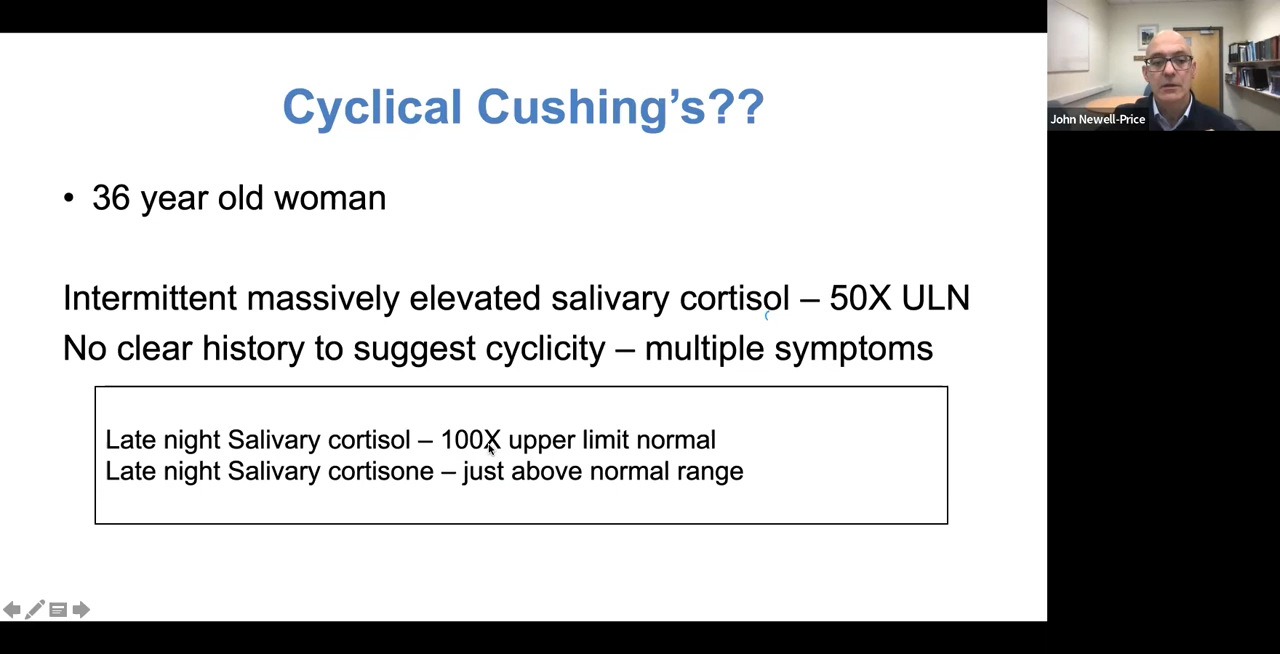 Cyclical Cushing's??
• 36 year old woman
Intermittent massively elevated salivary cortisol – 50X ULN
No clear history to suggest cyclicity – multiple symptoms
Late night Salivary cortisol – 100X upper limit normal
Late night Salivary cortisone – just above normal range
John Newell-Price